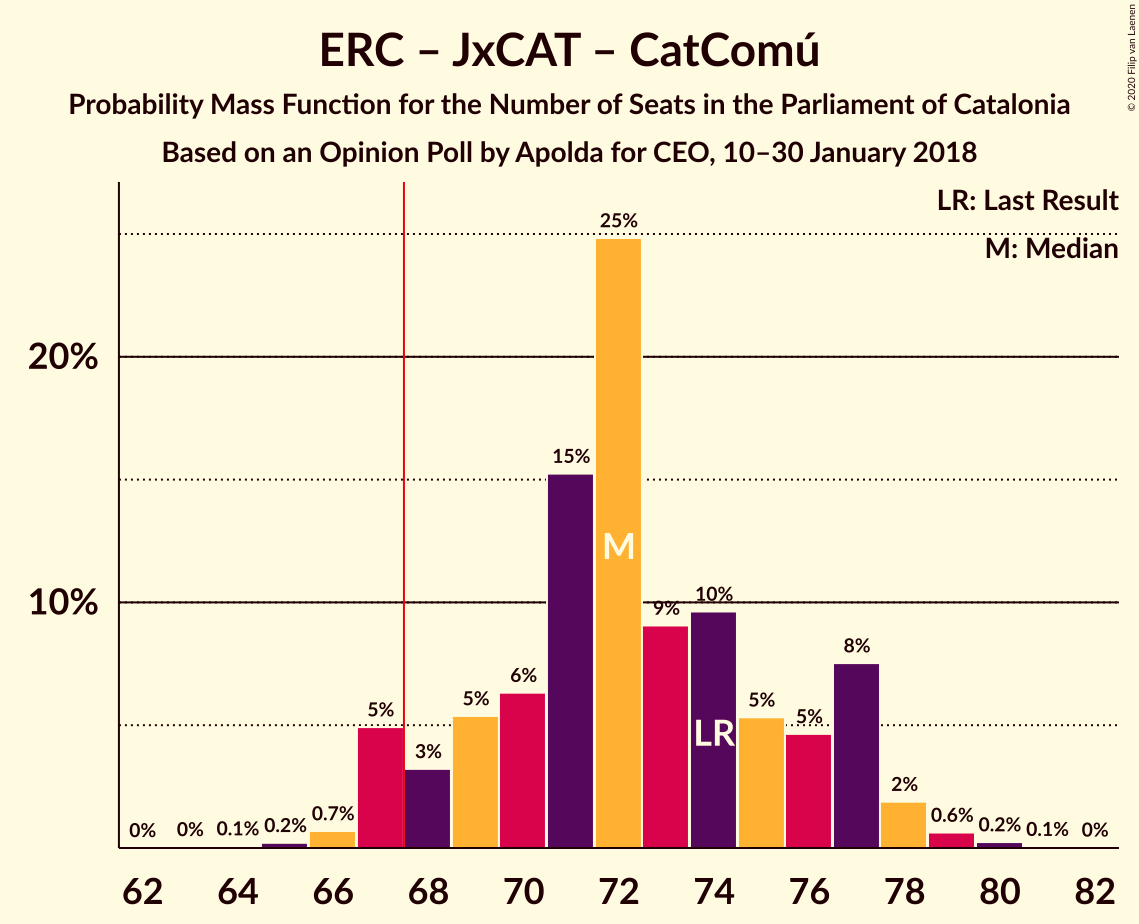 ERC – JxCAT – CatComú
Probability Mass Function for the Number of Seats in the Parliament of Catalonia
Based on an Opinion Poll by Apolda for CEO, 10–30 January 2018
© 2020 Filip van Laenen
LR: Last Result
M: Median
25%
20%
15%
M
10%
9% 10%
8%
6%
5% 5% 5% 5%
LR
3%
2%
0% 0% 0.1% 0.2% 0.7% 0.6% 0.2% 0.1% 0%
62 64 66 68 70 72 74 76 78 80 82